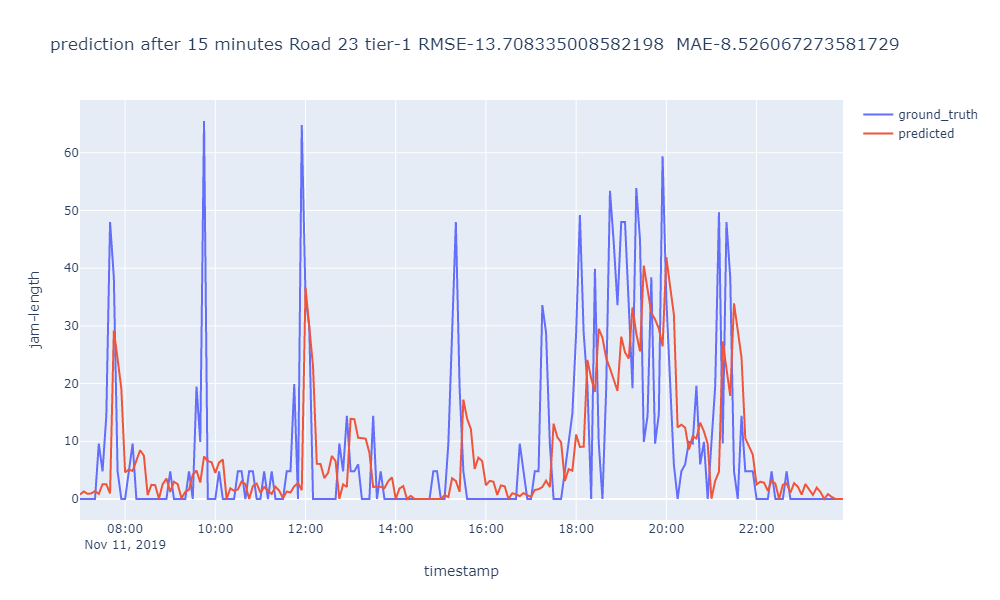 prediction after 15 minutes Road 23 tier-1 RMSE-13.708335008582198  MAE-8.526067273581729
ground_truth
predicted
60
50
40
30
20
10
0
jam-length
08:00 10:00 12:00 14:00 16:00 18:00 20:00 22:00
Nov 11, 2019
timestamp